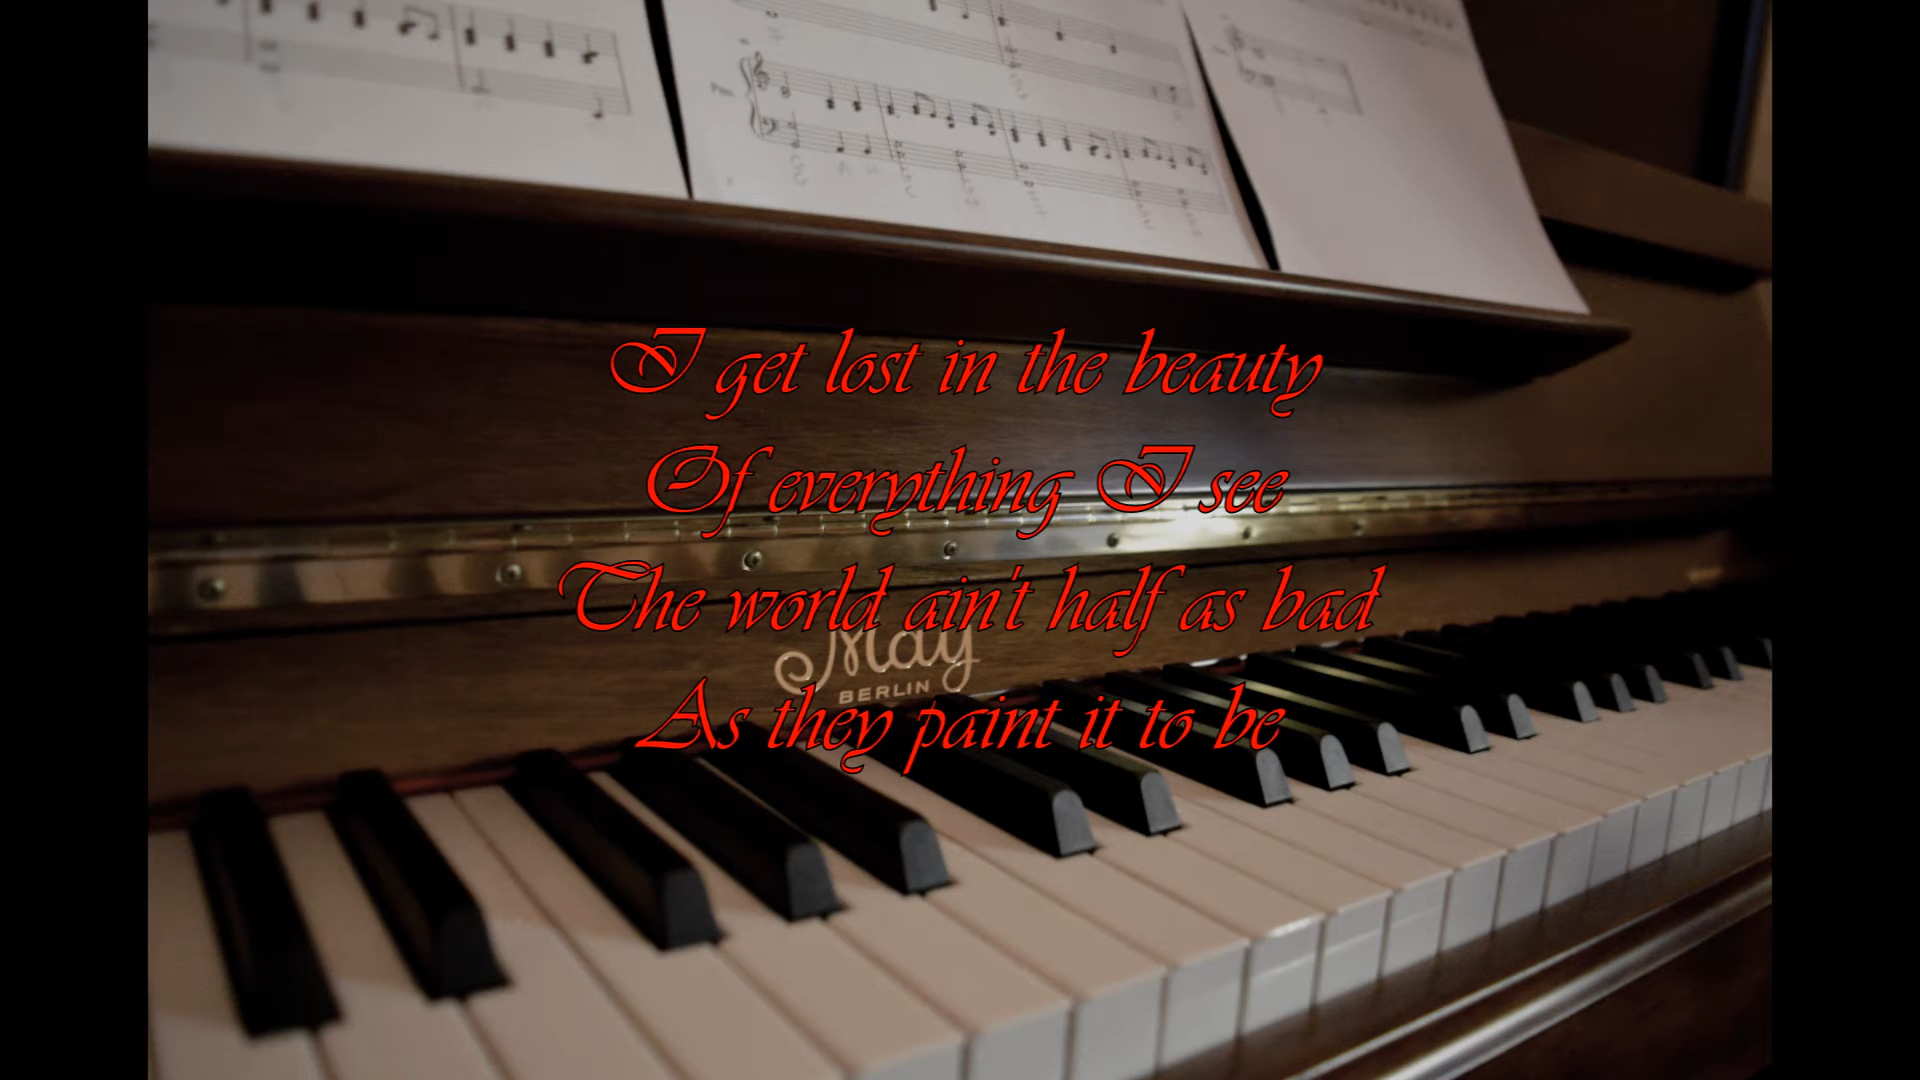 I get lost in the beauty
Of everything I see
The world ain't half as bad
May
BERLIN
As they paint it to be